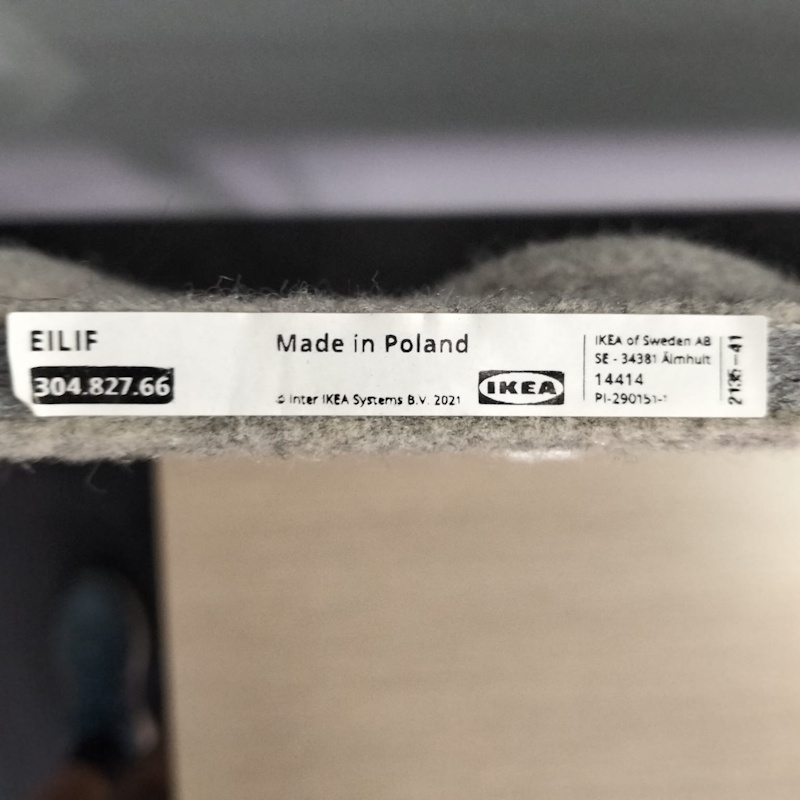 EILIF
304.827.66
Made in Poland
© Inter IKEA Systems B.V. 2021
IKEA
IKEA of Sweden AB
SE - 34381 Älmhult
14414
PI-290151-1